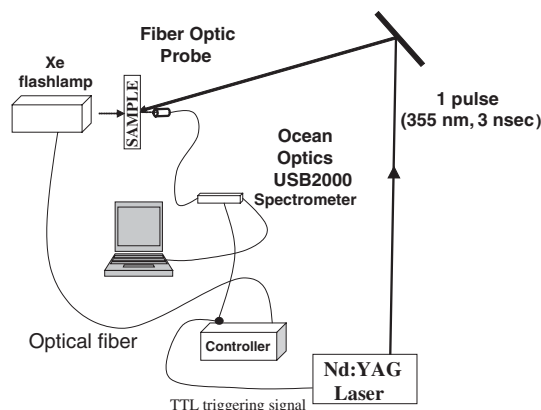 Xe
flashlamp
Fiber Optic
Probe
SAMPLE
1 pulse
(355 nm, 3 nsec)
Ocean
Optics
USB2000
Spectrometer
Optical fiber
Controller
Nd:YAG
Laser
TTL triggering signal